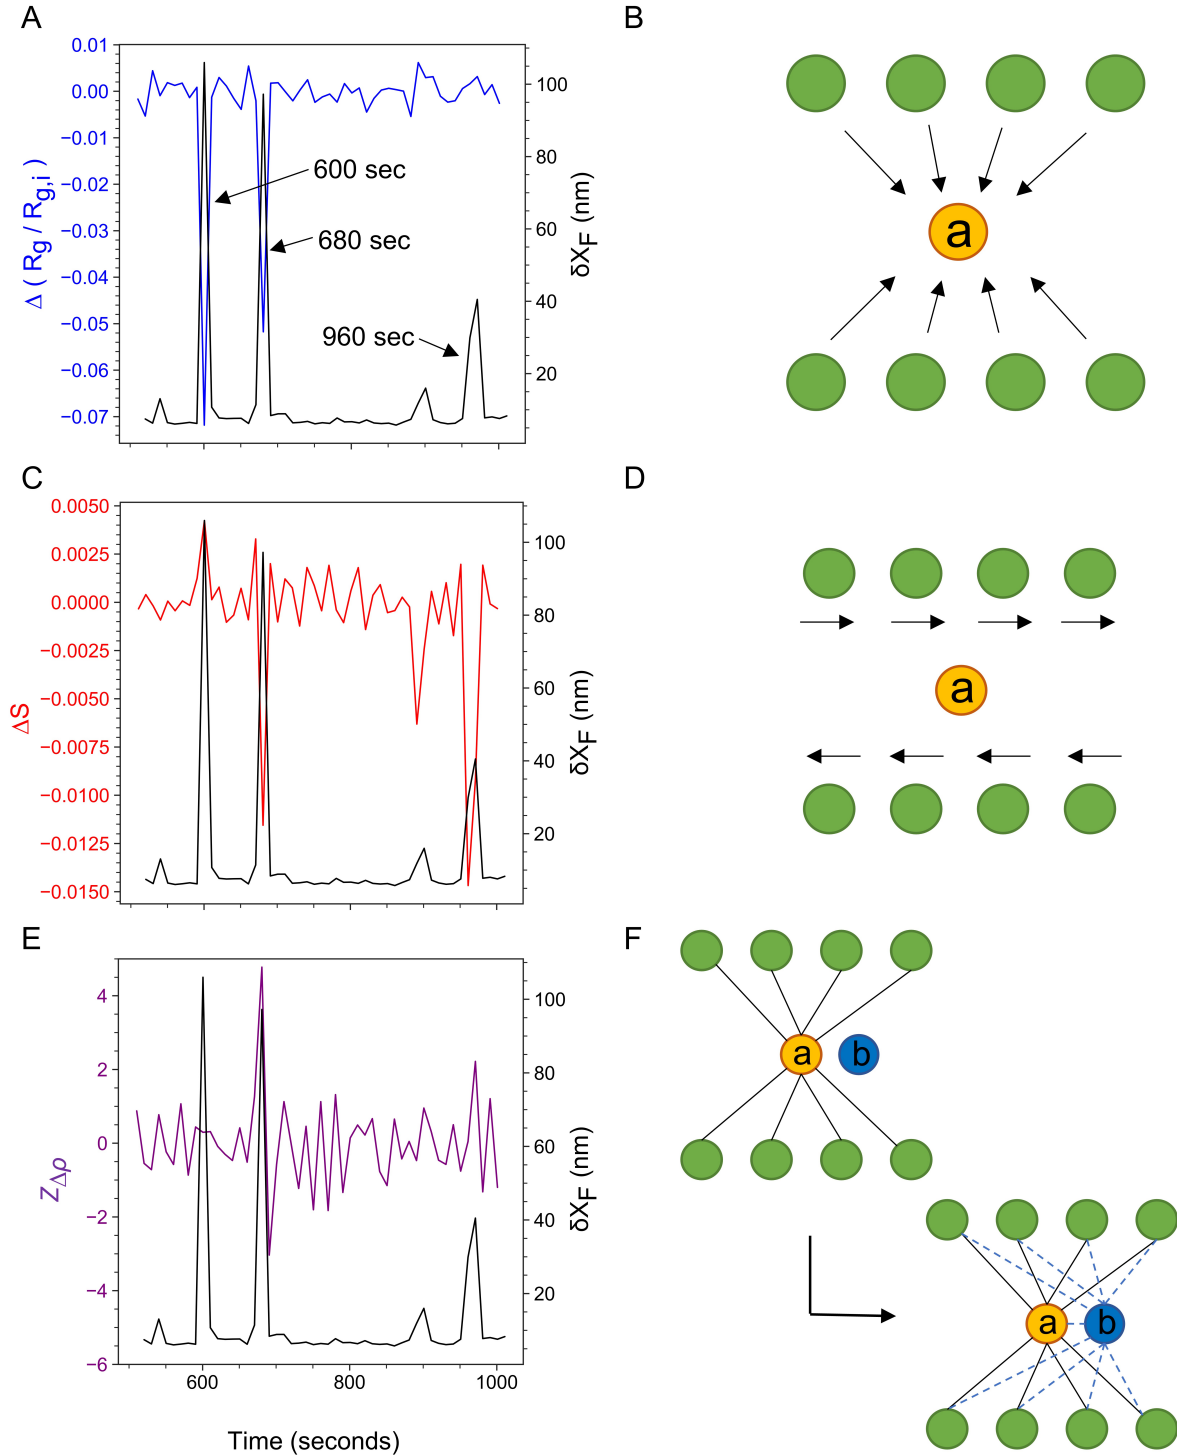 A
B
0.01
0.00
−0.01
−0.02
−0.03
−0.04
−0.05
−0.06
−0.07
Δ ( Rg / Rg,i )
100
80
60
40
20
δXF (nm)
600 sec
680 sec
960 sec
a
C
D
0.0050
0.0025
0.0000
−0.0025
−0.0050
−0.0075
−0.0100
−0.0125
−0.0150
ΔS
100
80
60
40
20
δXF (nm)
a
E
F
4
2
0
−2
−4
−6
ZΔρ
100
80
60
40
20
δXF (nm)
600
800
1000
Time (seconds)
a b
a b